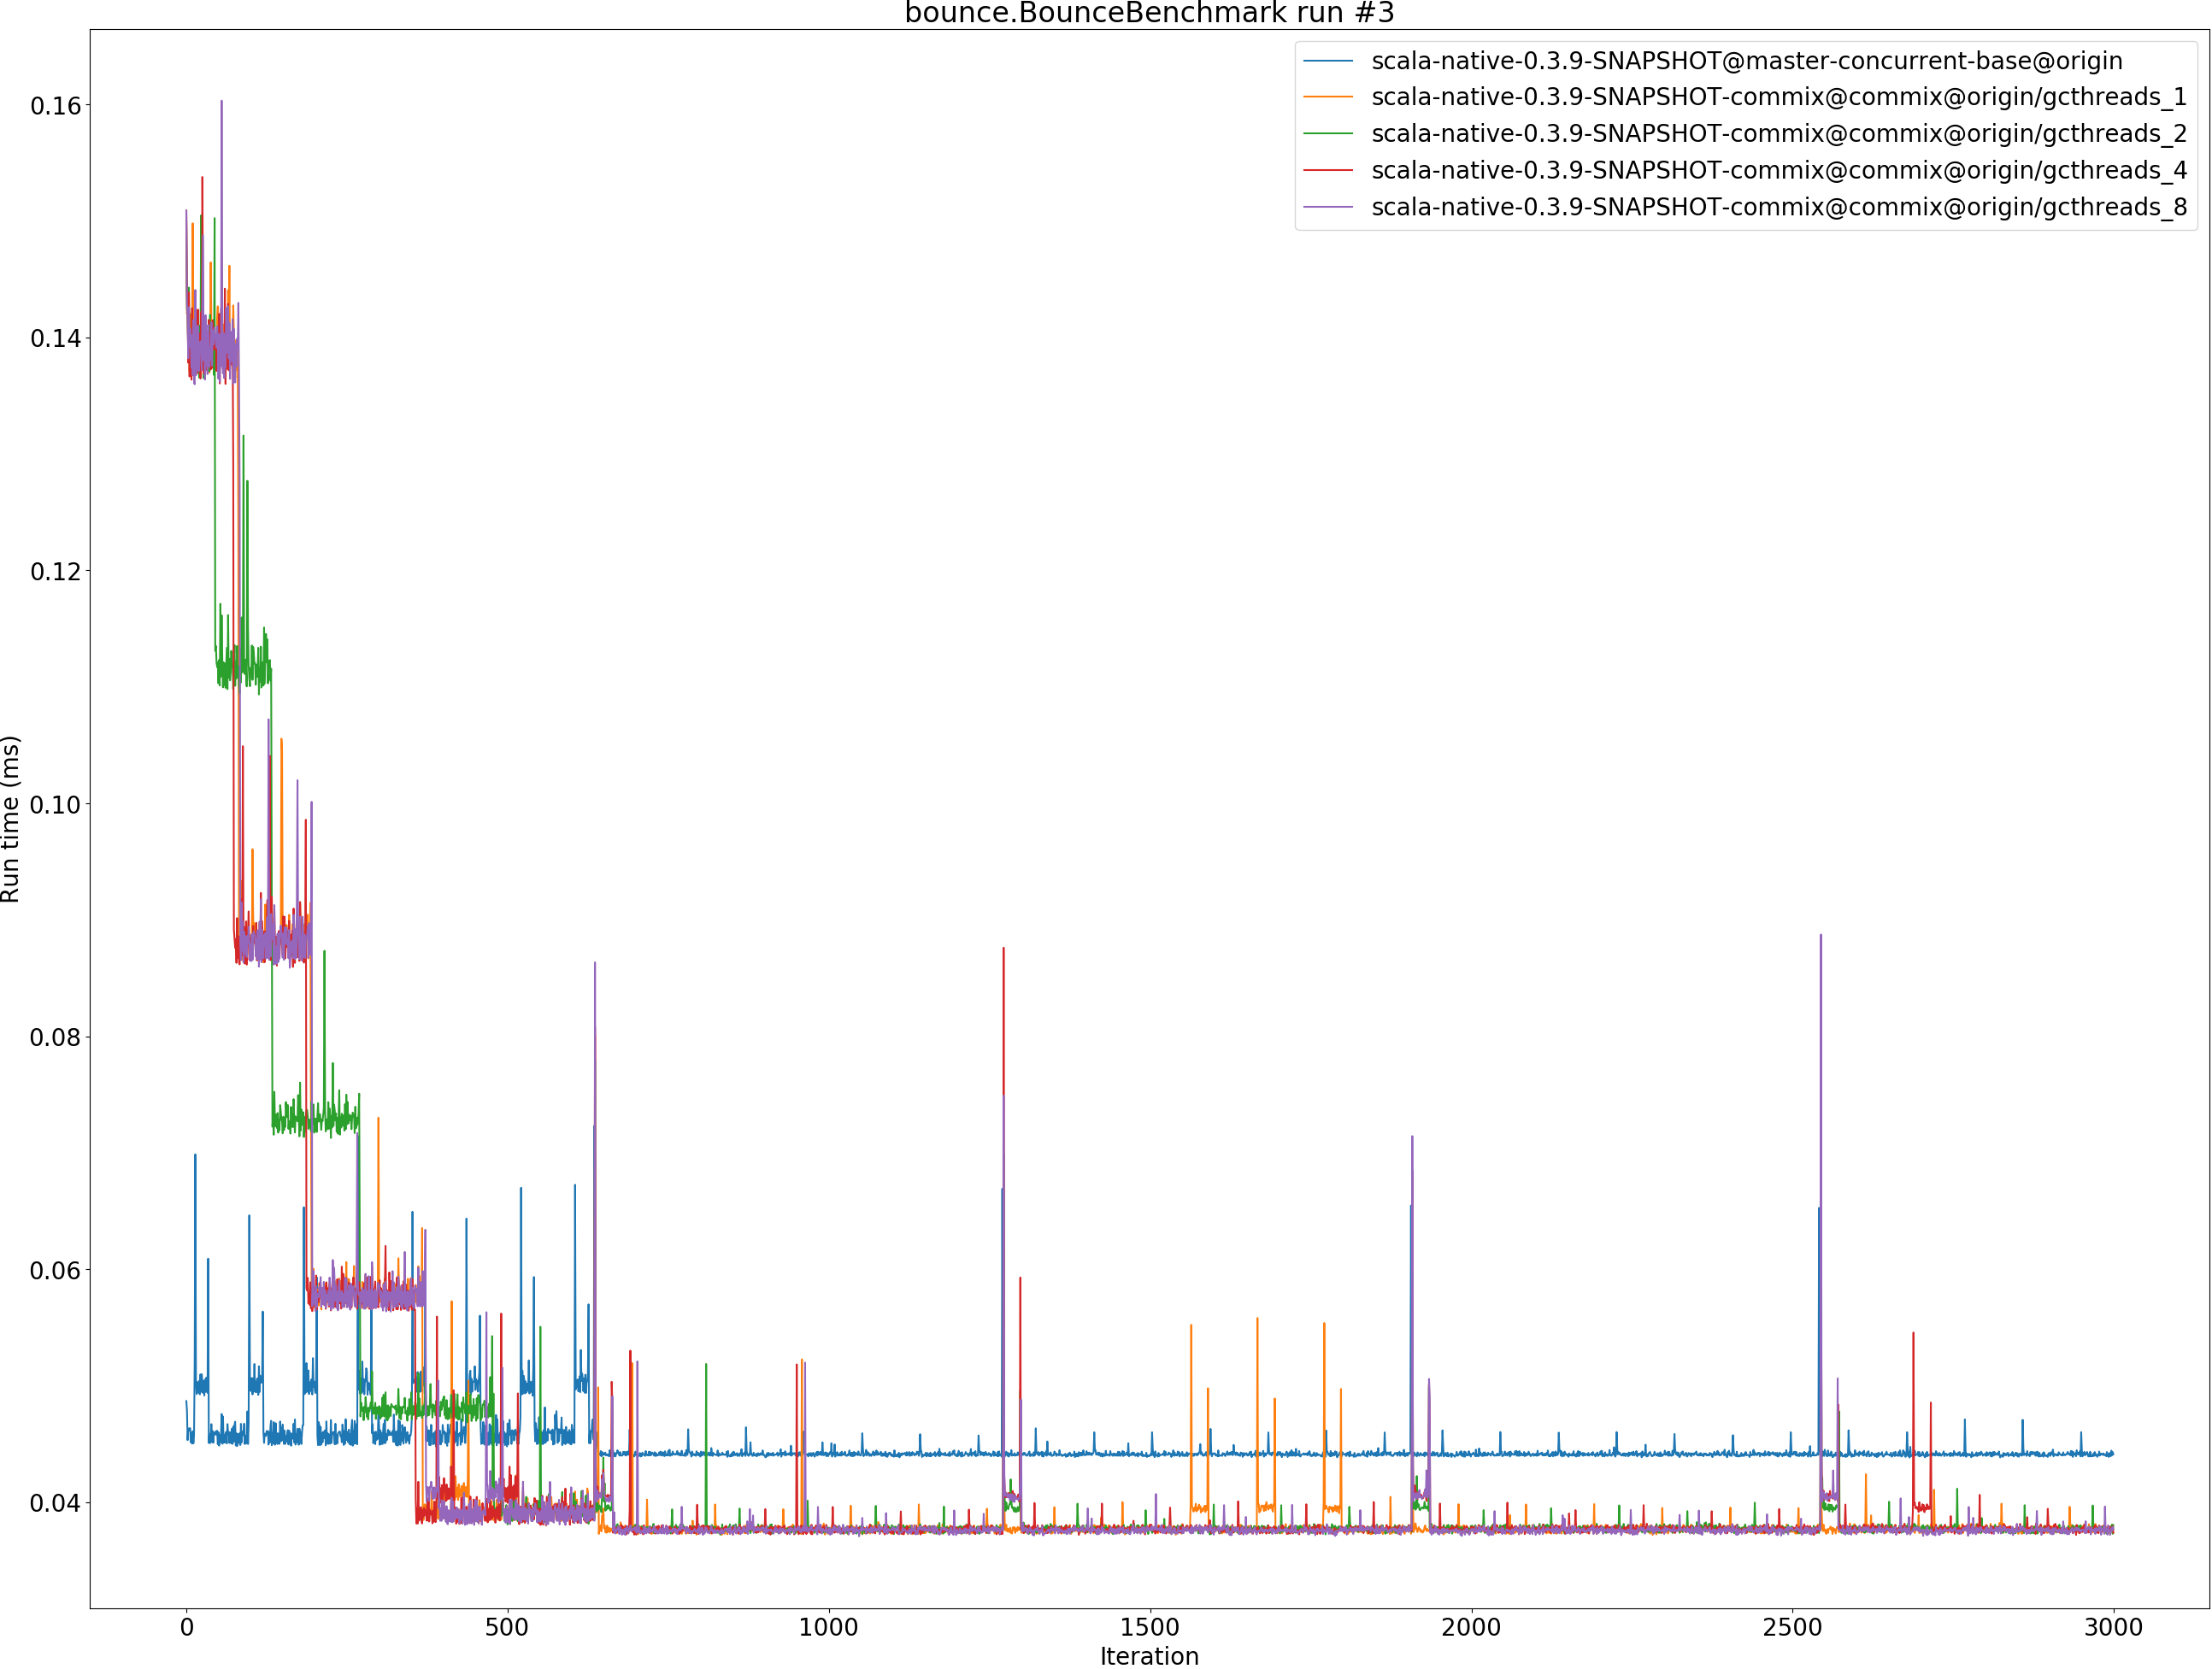 bounce.BounceBenchmark run #3
scala-native-0.3.9-SNAPSHOT@master-concurrent-base@origin
scala-native-0.3.9-SNAPSHOT-commix@commix@origin/gcthreads_1
scala-native-0.3.9-SNAPSHOT-commix@commix@origin/gcthreads_2
scala-native-0.3.9-SNAPSHOT-commix@commix@origin/gcthreads_4
scala-native-0.3.9-SNAPSHOT-commix@commix@origin/gcthreads_8
0.16
0.14
0.12
0.10
0.08
0.06
0.04
Run time (ms)
0 500 1000 1500 2000 2500 3000
Iteration